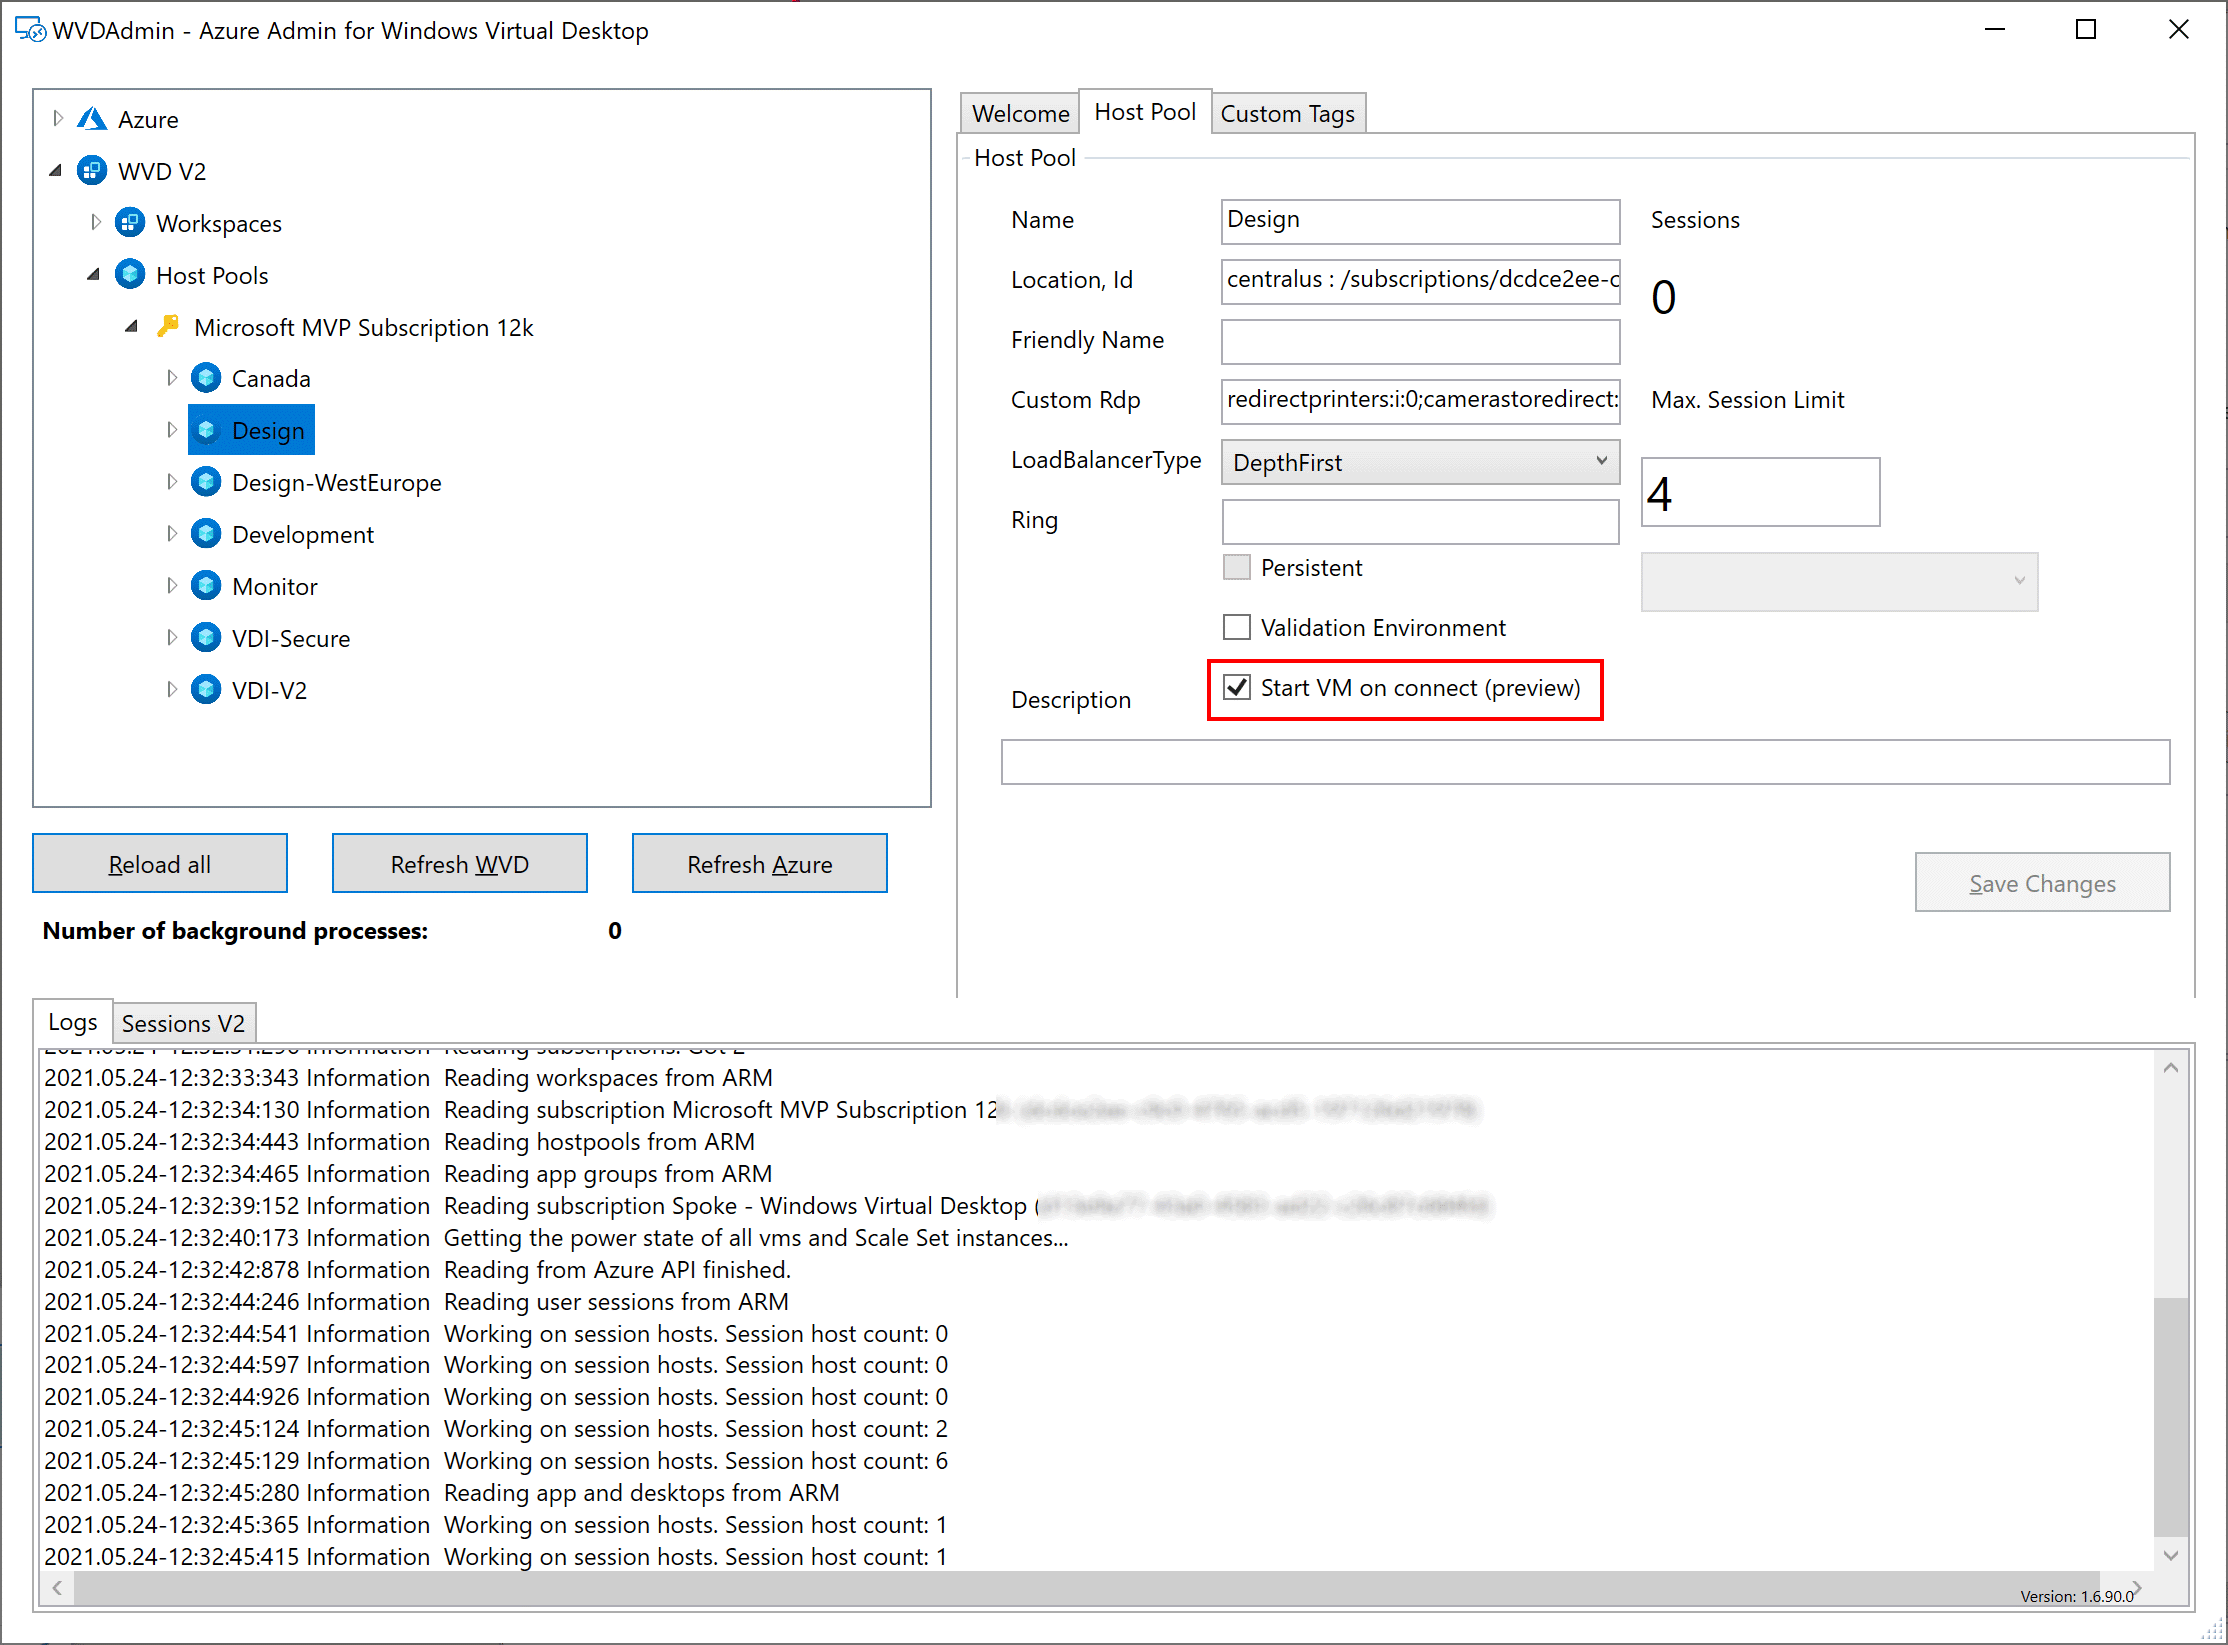 WVDAdmin - Azure Admin for Windows Virtual Desktop
Azure
WVD V2
Workspaces
Host Pools
Microsoft MVP Subscription 12k
Canada
Design
Design-WestEurope
Development
Monitor
VDI-Secure
VDI-V2
Reload all
Refresh WVD
Refresh Azure
Number of background processes: 0
Welcome
Host Pool
Custom Tags
Host Pool
Name
Design
Sessions
Location, Id
centralus : /subscriptions/dcdce2ee-c
0
Friendly Name
Custom Rdp
redirectprinters:i:0;camerastoredirect:
Max. Session Limit
LoadBalancerType
DepthFirst
4
Ring
Persistent
Validation Environment
Start VM on connect (preview)
Description
Save Changes
Logs
Sessions V2
2021.05.24-12:32:31:296 Information Reading subscriptions. Got 2
2021.05.24-12:32:33:343 Information Reading workspaces from ARM
2021.05.24-12:32:34:130 Information Reading subscription Microsoft MVP Subscription 12
2021.05.24-12:32:34:443 Information Reading hostpools from ARM
2021.05.24-12:32:34:465 Information Reading app groups from ARM
2021.05.24-12:32:39:152 Information Reading subscription Spoke - Windows Virtual Desktop (
2021.05.24-12:32:40:173 Information Getting the power state of all vms and Scale Set instances...
2021.05.24-12:32:42:878 Information Reading from Azure API finished.
2021.05.24-12:32:44:246 Information Reading user sessions from ARM
2021.05.24-12:32:44:541 Information Working on session hosts. Session host count: 0
2021.05.24-12:32:44:597 Information Working on session hosts. Session host count: 0
2021.05.24-12:32:44:926 Information Working on session hosts. Session host count: 0
2021.05.24-12:32:45:124 Information Working on session hosts. Session host count: 2
2021.05.24-12:32:45:129 Information Working on session hosts. Session host count: 6
2021.05.24-12:32:45:280 Information Reading app and desktops from ARM
2021.05.24-12:32:45:365 Information Working on session hosts. Session host count: 1
2021.05.24-12:32:45:415 Information Working on session hosts. Session host count: 1
Version: 1.6.90.0